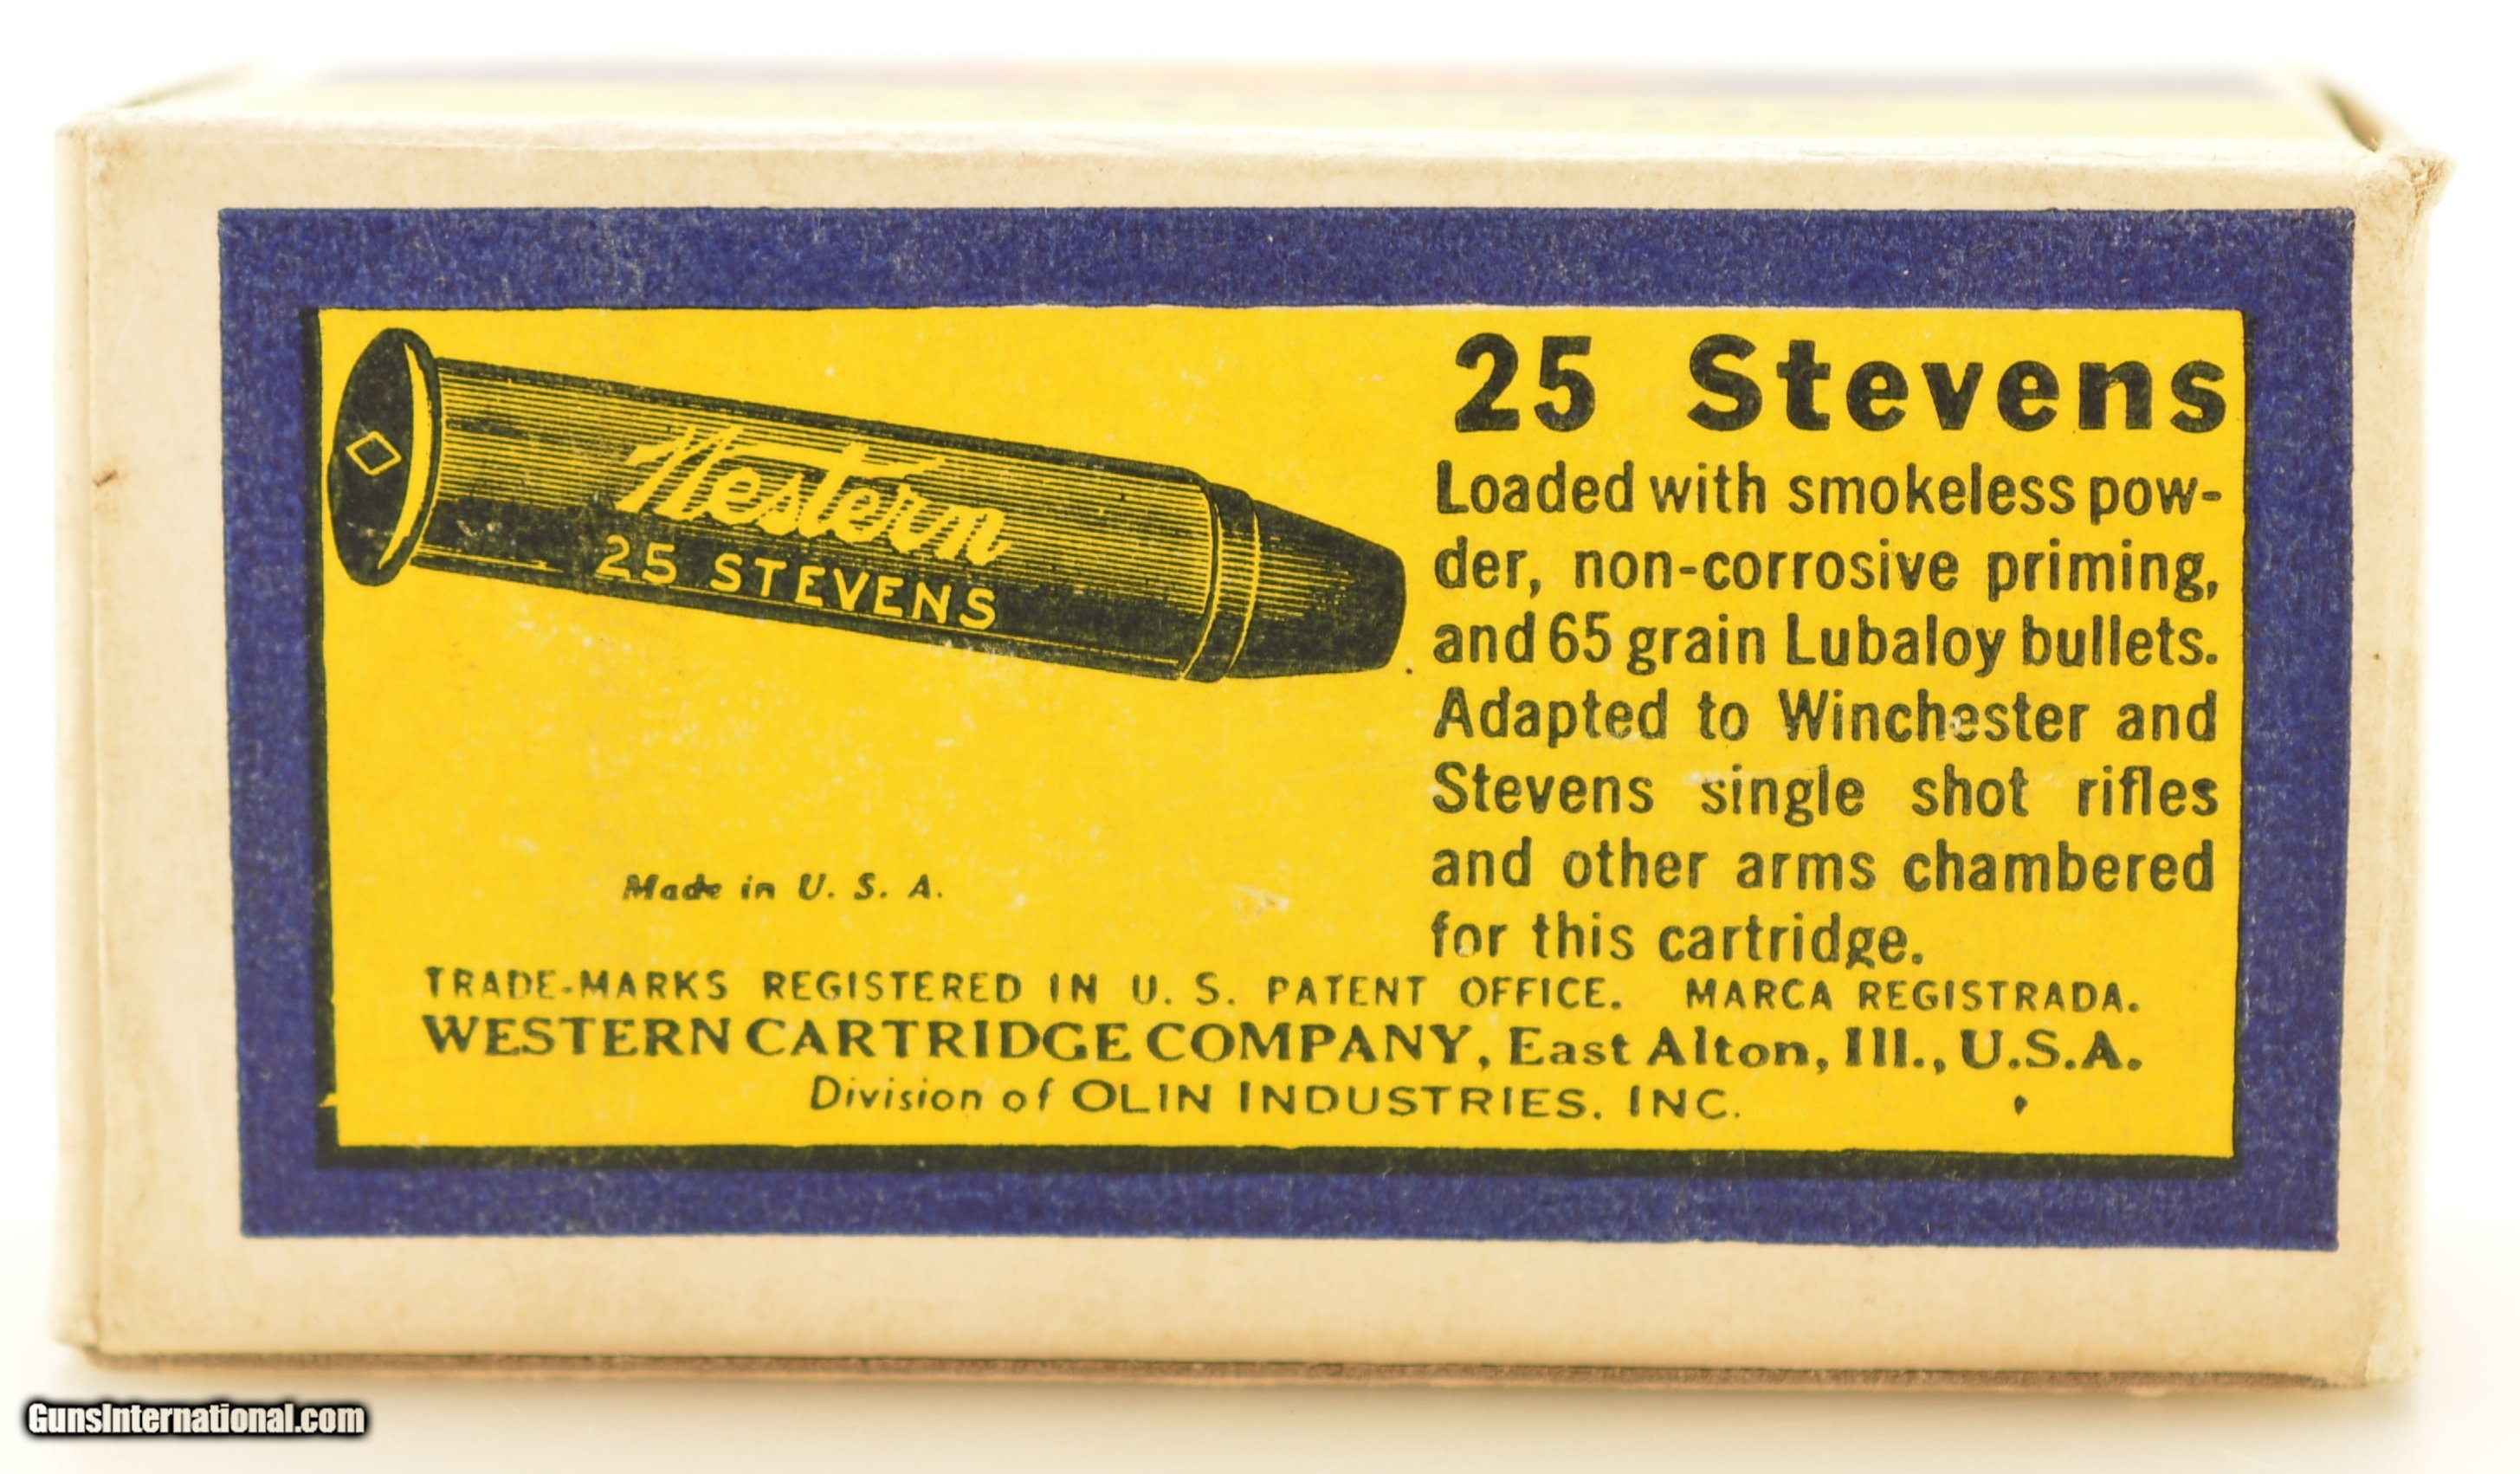 Western
25 STEVENS
25 Stevens
Loaded with smokeless pow-
der, non-corrosive priming,
and 65 grain Lubaloy bullets.
Adapted to Winchester and
Stevens single shot rifles
and other arms chambered
for this cartridge.
Made in U. S. A.
TRADE-MARKS REGISTERED IN U. S. PATENT OFFICE. MARCA REGISTRADA.
WESTERN CARTRIDGE COMPANY, East Alton, Ill., U.S.A.
Division of OLIN INDUSTRIES, INC.
GunsInternational.com